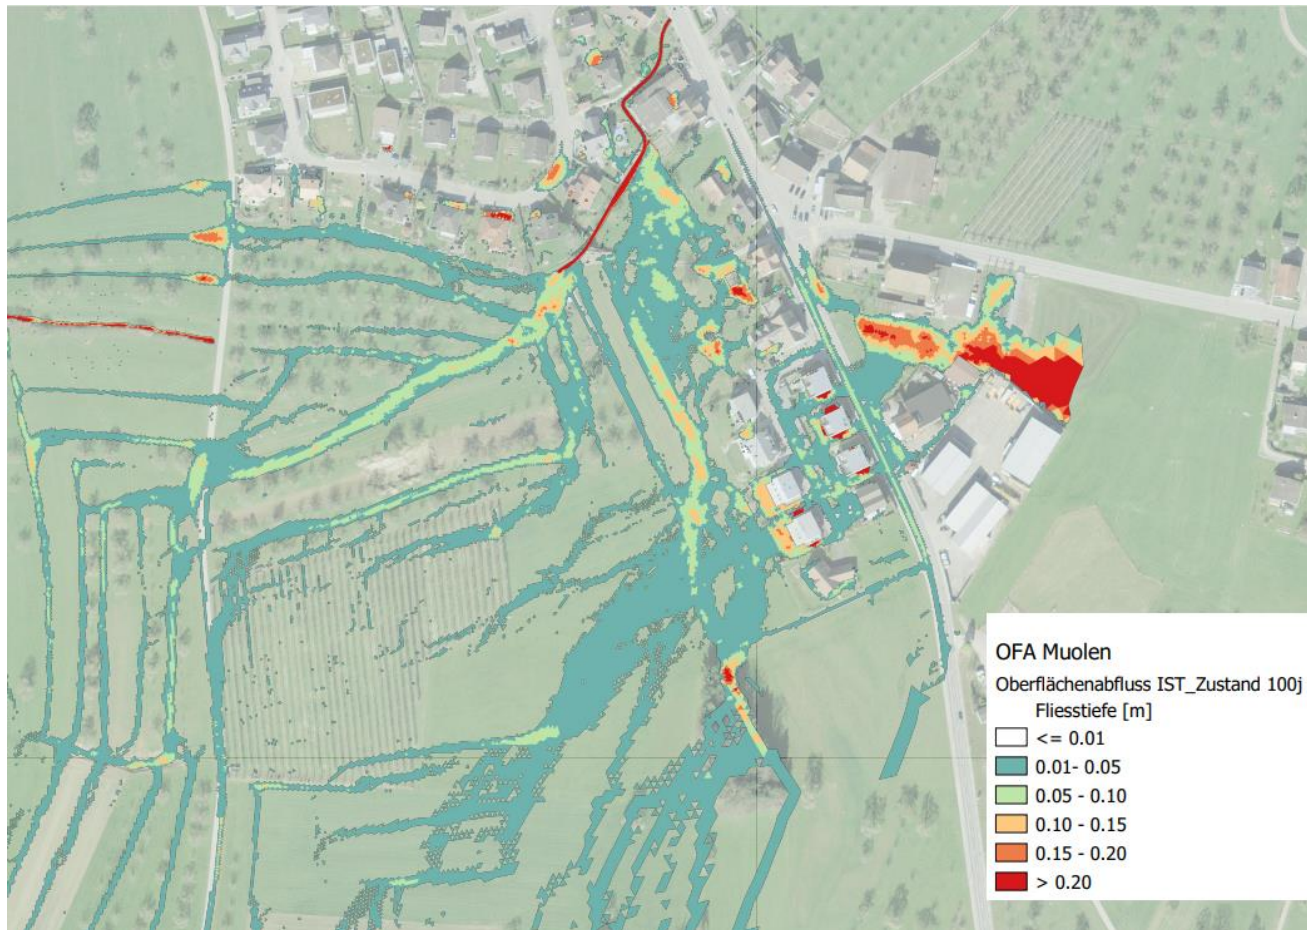 OFA Muolen
Oberflächenabfluss IST_Zustand 100j
Fliesstiefe [m]
<= 0.01
0.01- 0.05
0.05 - 0.10
0.10 - 0.15
0.15 - 0.20
> 0.20